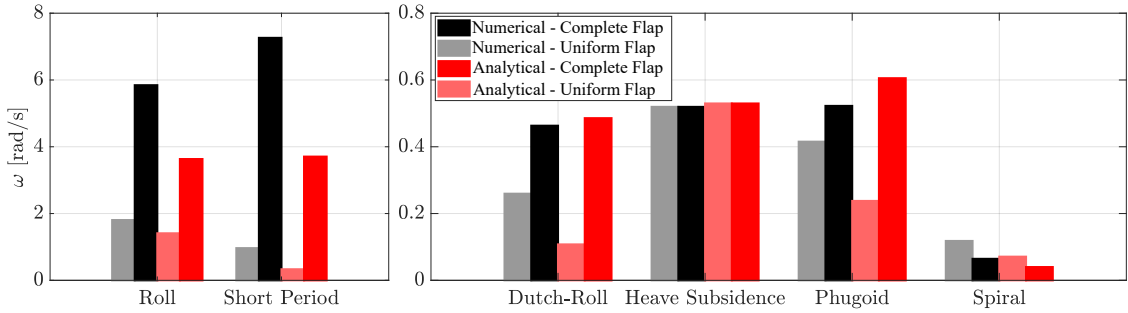 ω [rad/s]
8
6
4
2
0
Roll
Short Period
0.8
0.6
0.4
0.2
0
Numerical - Complete Flap
Numerical - Uniform Flap
Analytical - Complete Flap
Analytical - Uniform Flap
Dutch-Roll
Heave Subsidence
Phugoid
Spiral